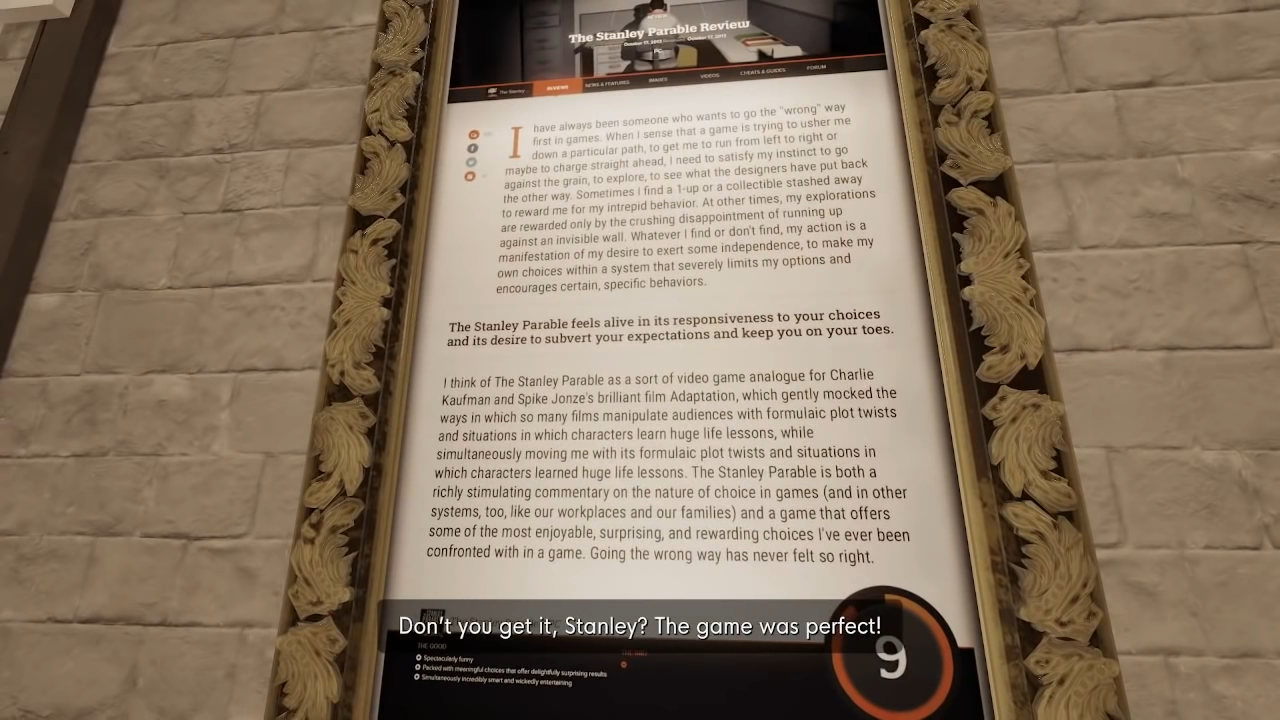 REVIEW
The Stanley Parable Review
PC
The Stanley
REVIEWS
NEWS & FEATURES
IMAGES
VIDEOS
CHEATS & GUIDES
FORUM
I have always been someone who wants to go the "wrong" way
first in games. When I sense that a game is trying to usher me
down a particular path, to get me to run from left to right or
maybe to charge straight ahead, I need to satisfy my instinct to go
against the grain, to explore, to see what the designers have put back
the other way. Sometimes I find a 1-up or a collectible stashed away
to reward me for my intrepid behavior. At other times, my explorations
are rewarded only by the crushing disappointment of running up
against an invisible wall. Whatever I find or don't find, my action is a
manifestation of my desire to exert some independence, to make my
own choices within a system that severely limits my options and
encourages certain, specific behaviors.
The Stanley Parable feels alive in its responsiveness to your choices
and its desire to subvert your expectations and keep you on your toes.
I think of The Stanley Parable as a sort of video game analogue for Charlie
Kaufman and Spike Jonze's brilliant film Adaptation, which gently mocked the
ways in which so many films manipulate audiences with formulaic plot twists
and situations in which characters learn huge life lessons, while
simultaneously moving me with its formulaic plot twists and situations in
which characters learned huge life lessons. The Stanley Parable is both a
richly stimulating commentary on the nature of choice in games (and in other
systems, too, like our workplaces and our families) and a game that offers
some of the most enjoyable, surprising, and rewarding choices I've ever been
confronted with in a game. Going the wrong way has never felt so right.
Don't you get it, Stanley? The game was perfect!
THE GOOD
Spectacularly funny
Packed with meaningful choices that offer delightfully surprising results
Simultaneously incredibly smart and wickedly entertaining
THE BAD
9